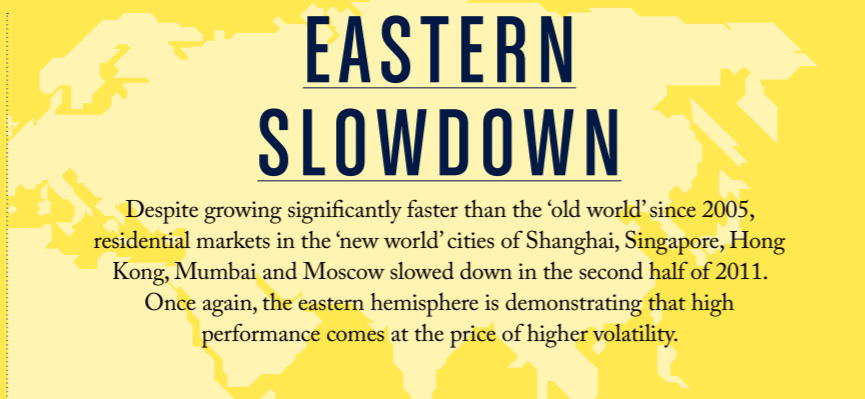 EASTERN
SLOWDOWN
Despite growing significantly faster than the ‘old world’ since 2005,
residential markets in the ‘new world’ cities of Shanghai, Singapore, Hong
Kong, Mumbai and Moscow slowed down in the second half of 2011.
Once again, the eastern hemisphere is demonstrating that high
performance comes at the price of higher volatility.